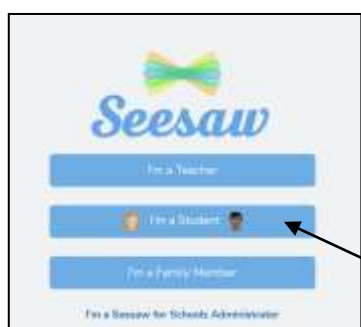 Seesaw
I'm a Teacher
I'm a Student
I'm a Family Member
I'm a Seesaw for Schools Administrator